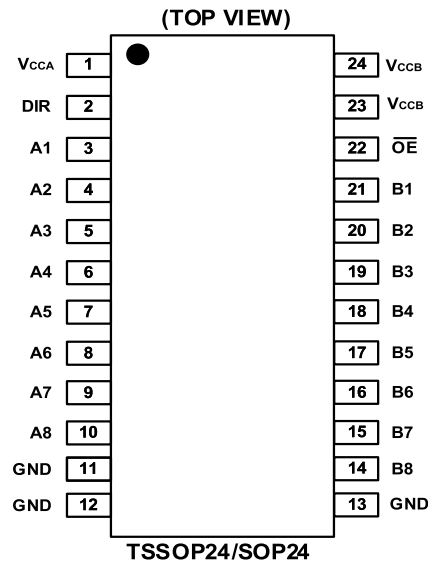 (TOP VIEW)
VCCA 1 24 VCCB
DIR 2 23 VCCB
A1 3 22 O̅E̅
A2 4 21 B1
A3 5 20 B2
A4 6 19 B3
A5 7 18 B4
A6 8 17 B5
A7 9 16 B6
A8 10 15 B7
GND 11 14 B8
GND 12 13 GND
TSSOP24/SOP24